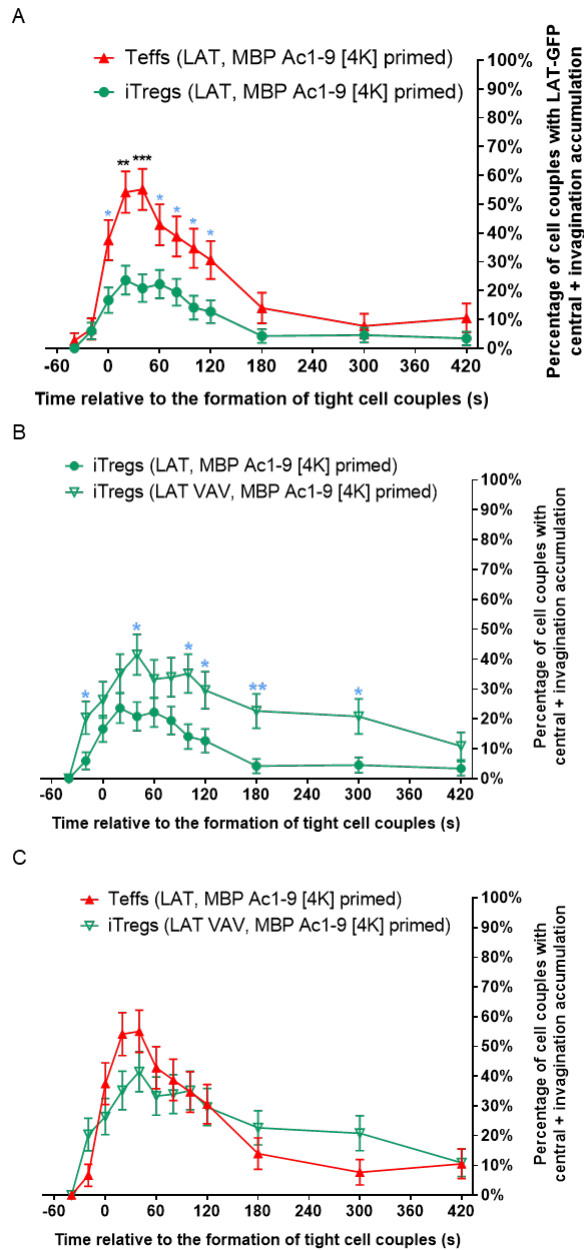 A
Teffs (LAT, MBP Ac1-9 [4K] primed)
iTregs (LAT, MBP Ac1-9 [4K] primed)
** ***
* * * * *
100%
90%
80%
70%
60%
50%
40%
30%
20%
10%
0%
Percentage of cell couples with LAT-GFP
central + invagination accumulation
-60 0 60 120 180 240 300 360 420
Time relative to the formation of tight cell couples (s)
B
iTregs (LAT, MBP Ac1-9 [4K] primed)
iTregs (LAT VAV, MBP Ac1-9 [4K] primed)
* * * * ** *
100%
90%
80%
70%
60%
50%
40%
30%
20%
10%
0%
Percentage of cell couples with
central + invagination accumulation
-60 0 60 120 180 240 300 360 420
Time relative to the formation of tight cell couples (s)
C
Teffs (LAT, MBP Ac1-9 [4K] primed)
iTregs (LAT VAV, MBP Ac1-9 [4K] primed)
100%
90%
80%
70%
60%
50%
40%
30%
20%
10%
0%
Percentage of cell couples with
central + invagination accumulation
-60 0 60 120 180 240 300 360 420
Time relative to the formation of tight cell couples (s)